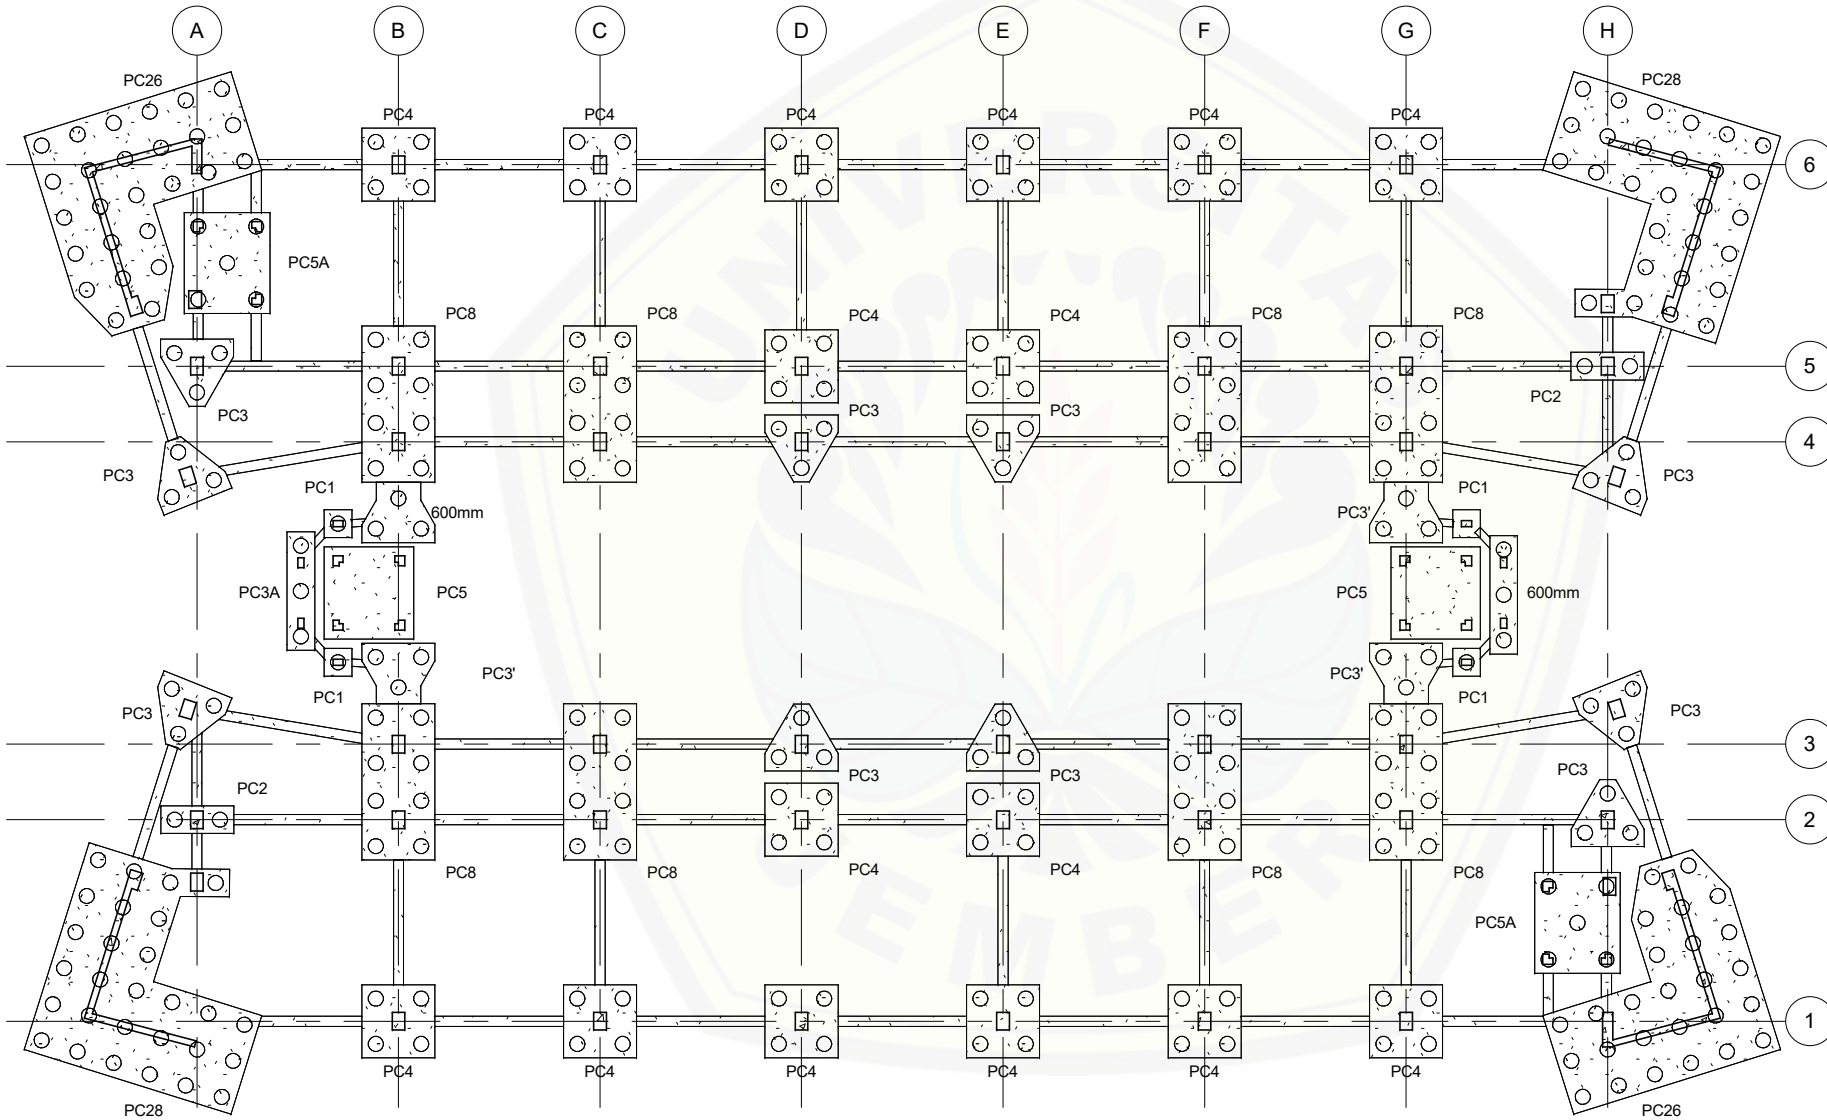 A B C D E F G H
PC26 PC28
PC4 PC4 PC4 PC4 PC4 PC4
6
PC5A
PC8 PC8 PC4 PC4 PC8 PC8
5
PC3 PC3 PC3 PC2
4
PC3 PC3
PC1 PC1
600mm PC3'
PC3A PC5 PC5 600mm
PC3' PC3'
PC1 PC1
PC3 PC3
3
PC2 PC3 PC3 PC3
2
PC8 PC8 PC4 PC4 PC8 PC8
PC5A
1
PC4 PC4 PC4 PC4 PC4 PC4
PC28 PC26
UNIVERSITAS
JEMBER